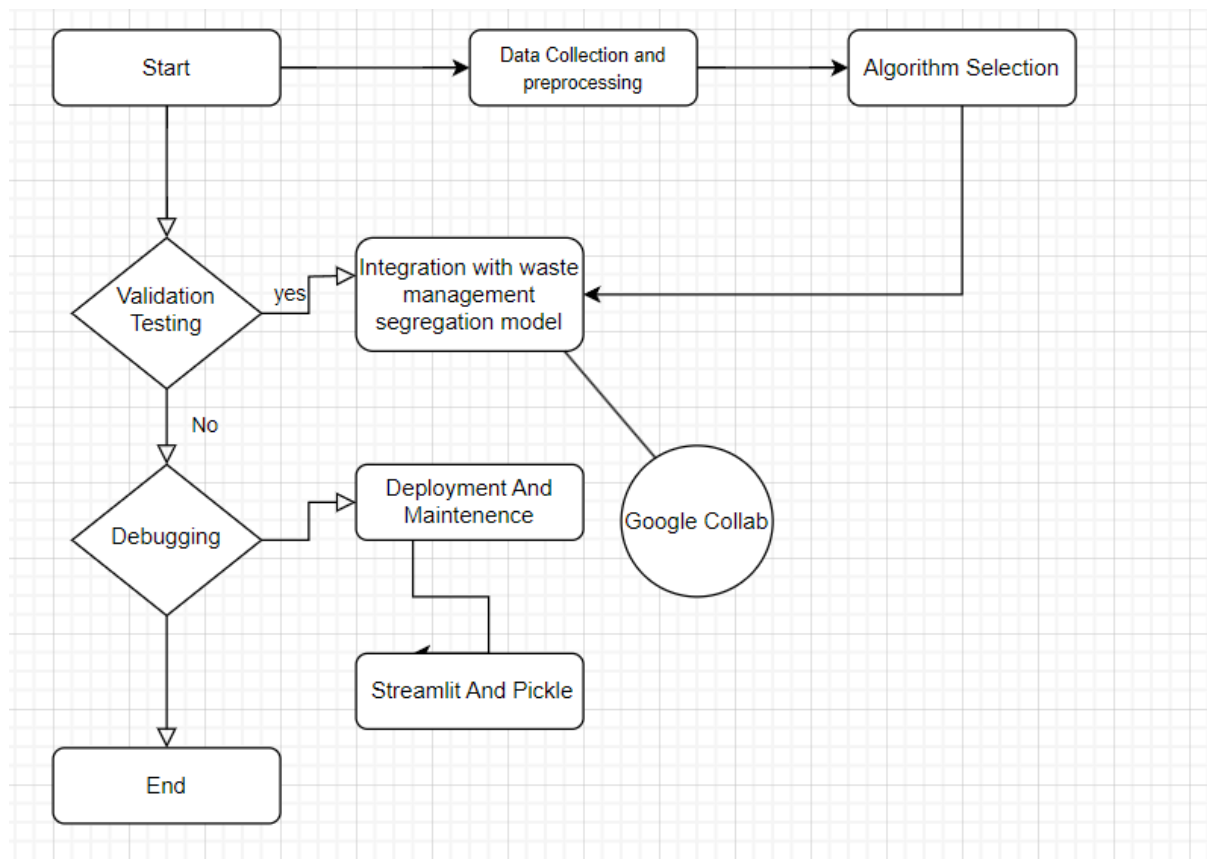 Start
Data Collection and
preprocessing
Algorithm Selection
Validation
Testing
yes
Integration with waste
management
segregation model
No
Debugging
Deployment And
Maintenence
Google Collab
Streamlit And Pickle
End